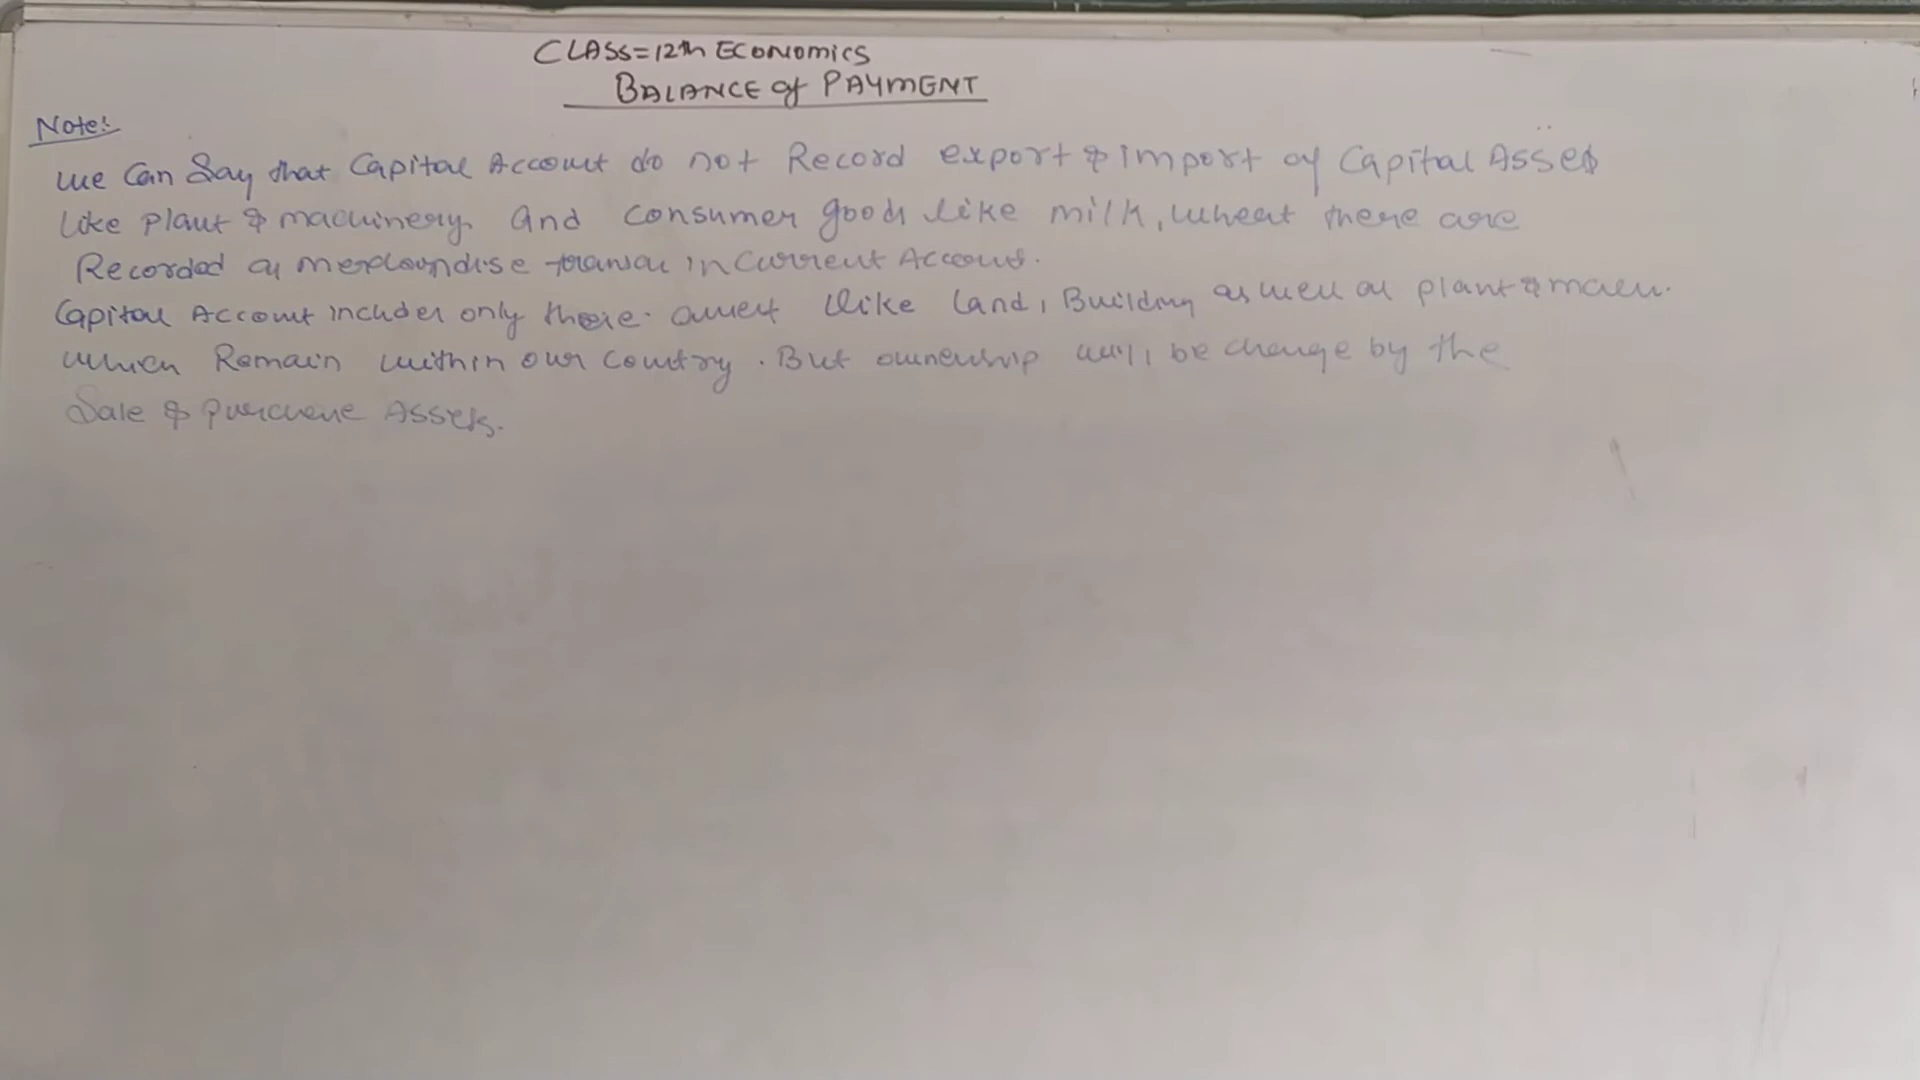 CLASS=12th ECONOMICS
BALANCE of PAYMENT
Note:
We Can Say that Capital Account do not Record export & import of Capital Assets
like plant & machinery and consumer goods like milk, wheat there are
Recorded as merchandise transac in Current Account.
Capital Account includes only those asset like land, Building as well as plant & mach.
which Remain within our country. But ownership will be change by the
Sale & purchase Assets.